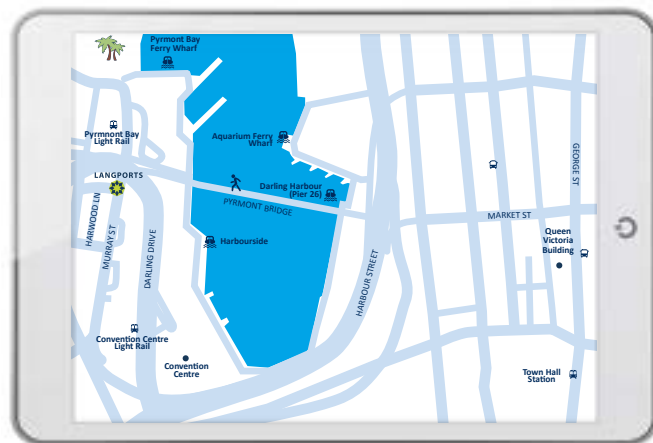 Pyrmont Bay
Ferry Wharf
Pyrmont Bay
Light Rail
Aquarium Ferry
Wharf
LANGPORTS
Darling Harbour
(Pier 26)
PYRMONT BRIDGE
HARWOOD LN
MURRAY ST
DARLING DRIVE
Harbourside
HARBOUR STREET
MARKET ST
GEORGE ST
Queen
Victoria
Building
Convention Centre
Light Rail
Convention
Centre
Town Hall
Station